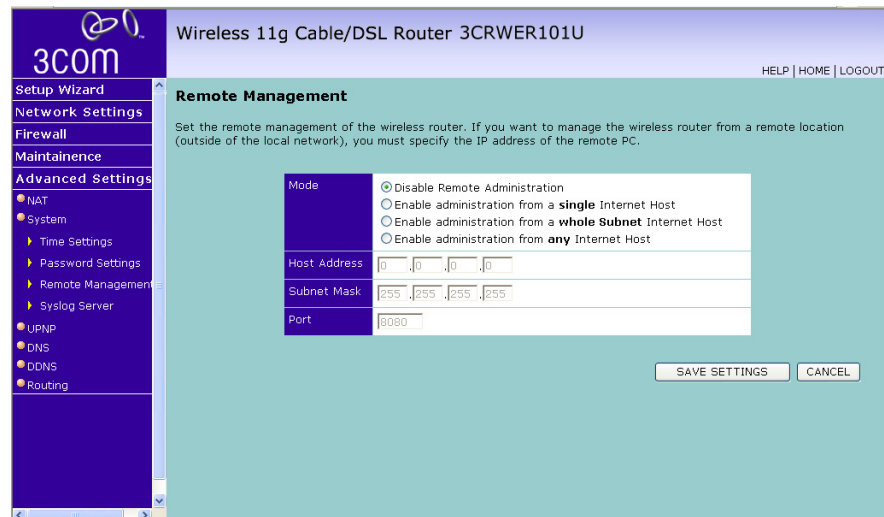 3COM
Wireless 11g Cable/DSL Router 3CRWER101U
HELP | HOME | LOGOUT
Setup Wizard
Network Settings
Firewall
Maintainence
Advanced Settings
NAT
System
Time Settings
Password Settings
Remote Management
Syslog Server
UPNP
DNS
DDNS
Routing
Remote Management
Set the remote management of the wireless router. If you want to manage the wireless router from a remote location
(outside of the local network), you must specify the IP address of the remote PC.
Mode
Disable Remote Administration
Enable administration from a single Internet Host
Enable administration from a whole Subnet Internet Host
Enable administration from any Internet Host
Host Address 0 .0 .0 .0
Subnet Mask 255 .255 .255 .255
Port 8080
SAVE SETTINGS CANCEL